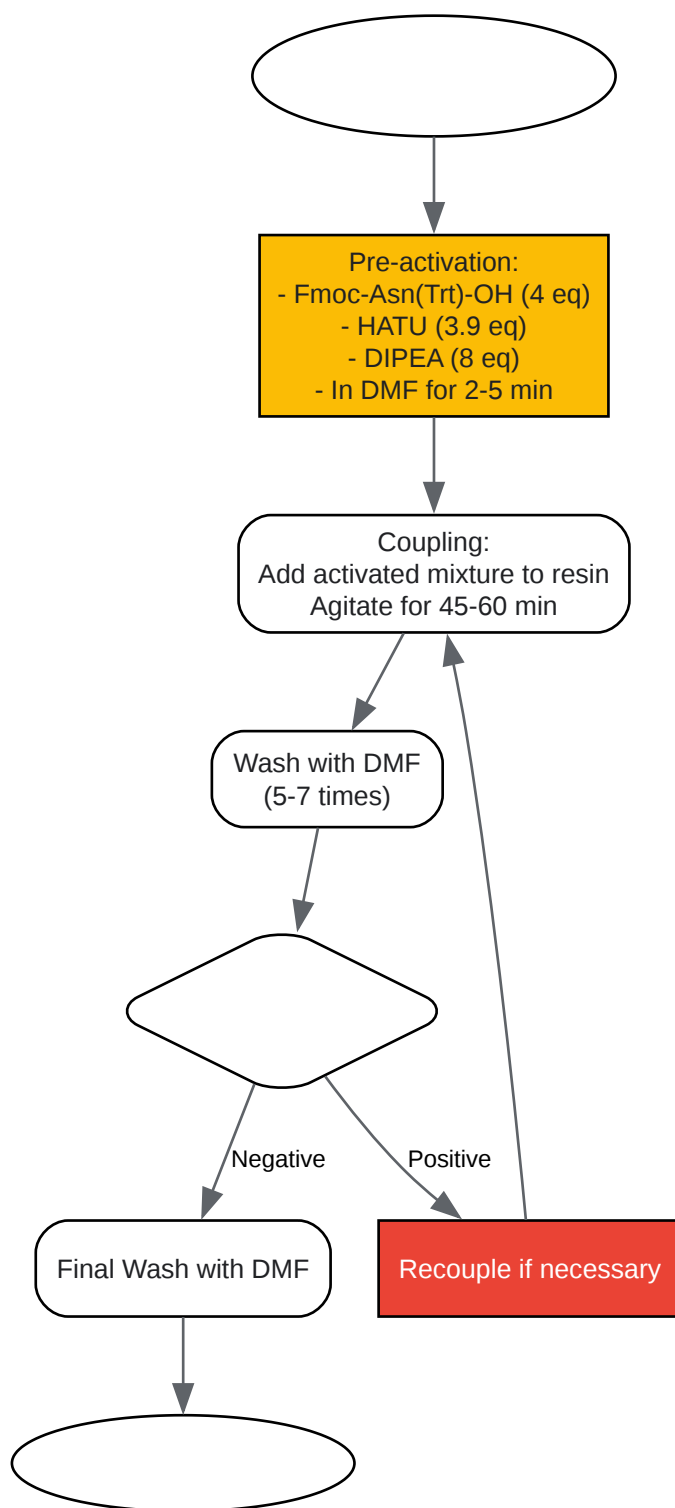 Pre-activation:
- Fmoc-Asn(Trt)-OH (4 eq)
- HATU (3.9 eq)
- DIPEA (8 eq)
- In DMF for 2-5 min
Coupling:
Add activated mixture to resin
Agitate for 45-60 min
Wash with DMF
(5-7 times)
Negative
Positive
Final Wash with DMF
Recouple if necessary